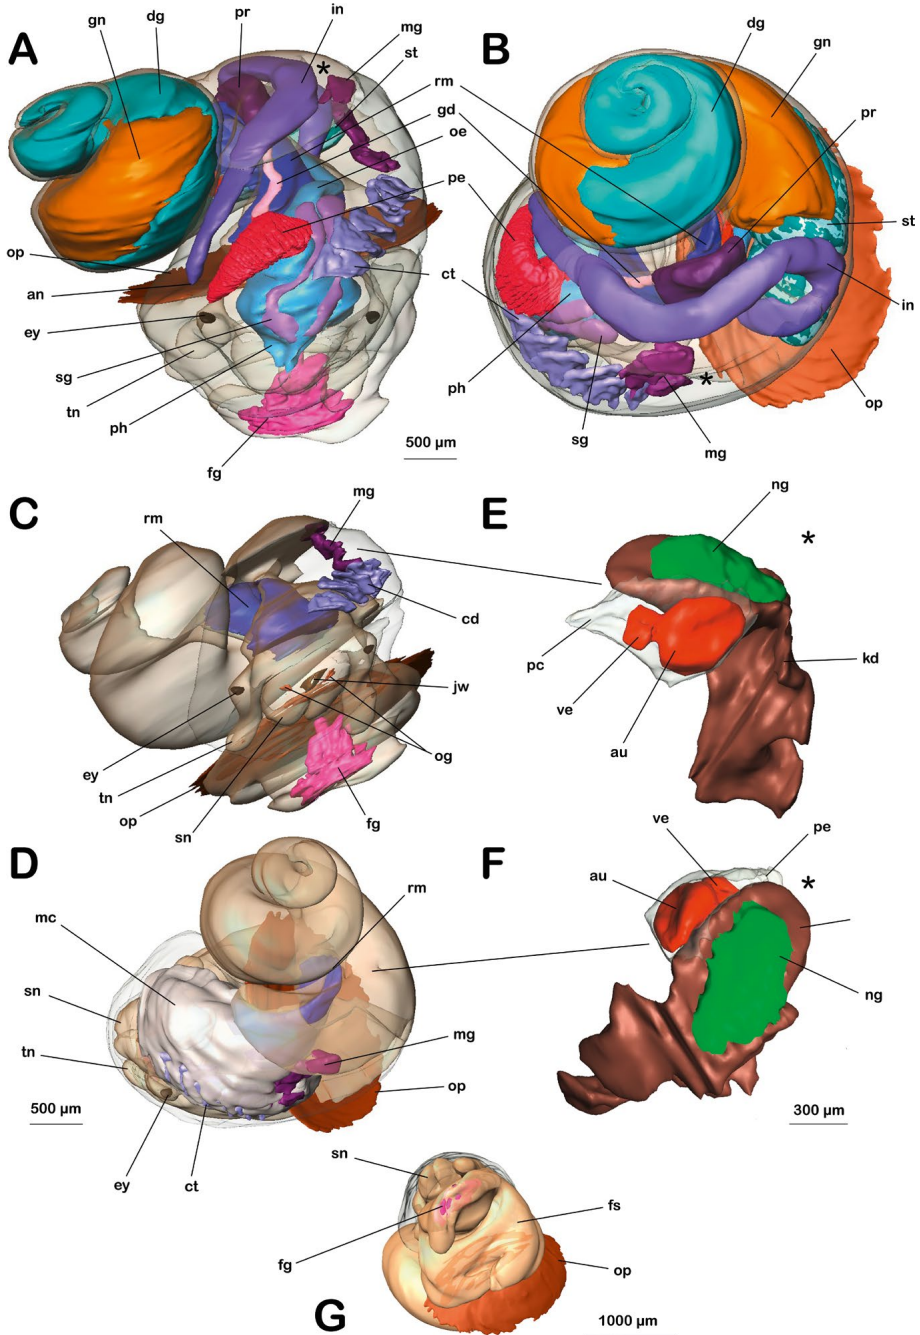 A
gn
dg
pr
in
*
mg
st
rm
gd
oe
pe
op
an
ey
sg
tn
ph
fg
ct
500 µm
B
dg
gn
pr
st
in
op
ph
sg
*
mg
C
rm
mg
cd
jw
og
ey
tn
op
sn
fg
E
ng
*
pc
ve
au
kd
D
mc
sn
tn
rm
mg
op
500 µm
ey
ct
F
ve
pe
au
*
ng
300 µm
sn
fs
fg
op
G
1000 µm